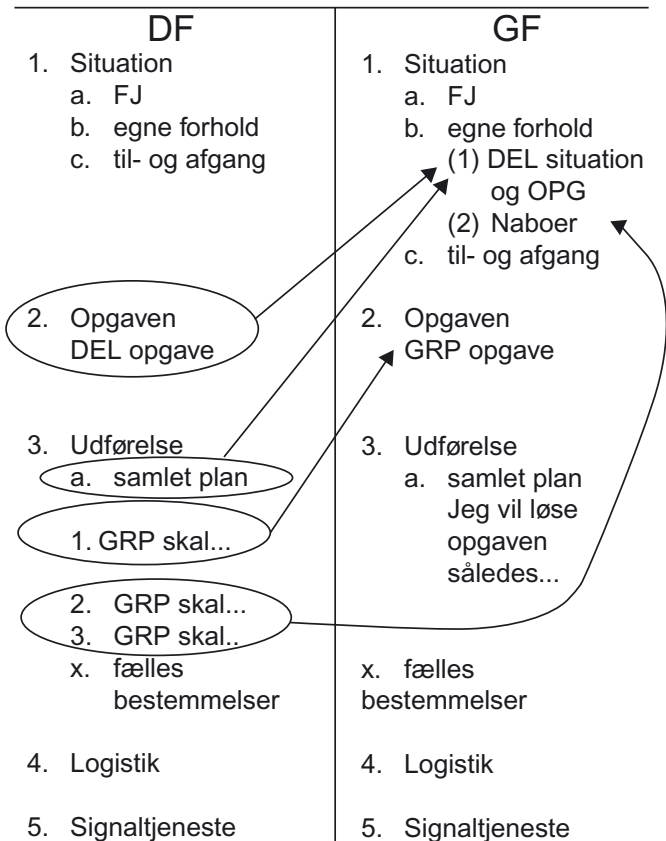 DF
1. Situation
a. FJ
b. egne forhold
c. til- og afgang
2. Opgaven
DEL opgave
3. Udførelse
a. samlet plan
1. GRP skal...
2. GRP skal...
3. GRP skal..
x. fælles
bestemmelser
4. Logistik
5. Signaltjeneste
GF
1. Situation
a. FJ
b. egne forhold
(1) DEL situation
og OPG
(2) Naboer
c. til- og afgang
2. Opgaven
GRP opgave
3. Udførelse
a. samlet plan
Jeg vil løse
opgaven
således...
x. fælles
bestemmelser
4. Logistik
5. Signaltjeneste